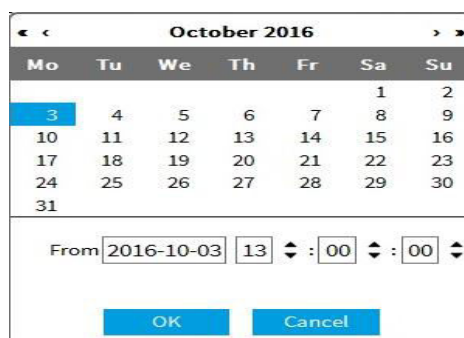 « ‹ October 2016 › »
Mo Tu We Th Fr Sa Su
1 2
3 4 5 6 7 8 9
10 11 12 13 14 15 16
17 18 19 20 21 22 23
24 25 26 27 28 29 30
31
From 2016-10-03 13 : 00 : 00
OK Cancel